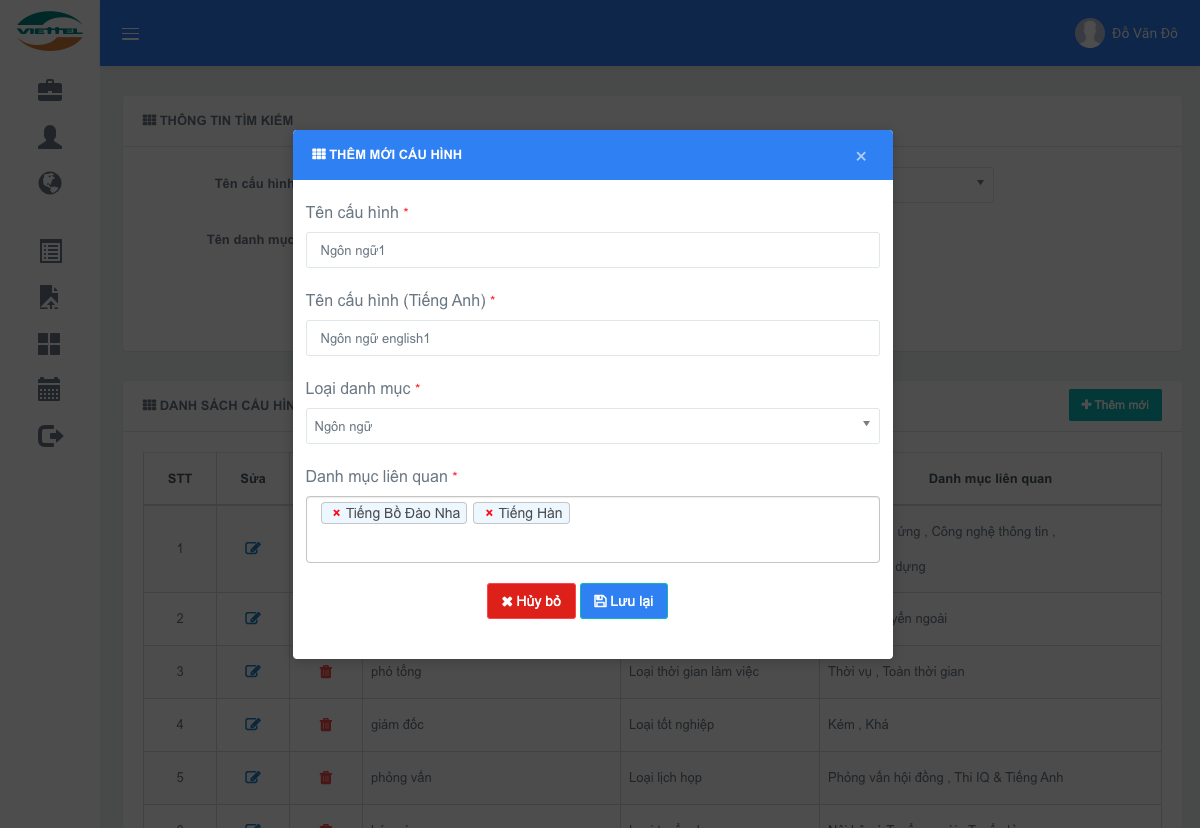 VIETTEL
Đỗ Văn Đô
THÔNG TIN TÌM KIẾM
THÊM MỚI CẤU HÌNH
×
Tên cấu hình
Tên danh mục
Tên cấu hình *
Ngôn ngữ1
Tên cấu hình (Tiếng Anh) *
Ngôn ngữ english1
Loại danh mục *
Ngôn ngữ
Danh mục liên quan *
× Tiếng Bồ Đào Nha × Tiếng Hàn
Hủy bỏ Lưu lại
DANH SÁCH CẤU HÌN
Thêm mới
STT Sửa Danh mục liên quan
1 ứng , Công nghệ thông tin ,
dựng
2 yển ngoài
3 phó tổng Loại thời gian làm việc Thời vụ , Toàn thời gian
4 giám đốc Loại tốt nghiệp Kém , Khá
5 phỏng vấn Loại lịch họp Phỏng vấn hội đồng , Thi IQ & Tiếng Anh